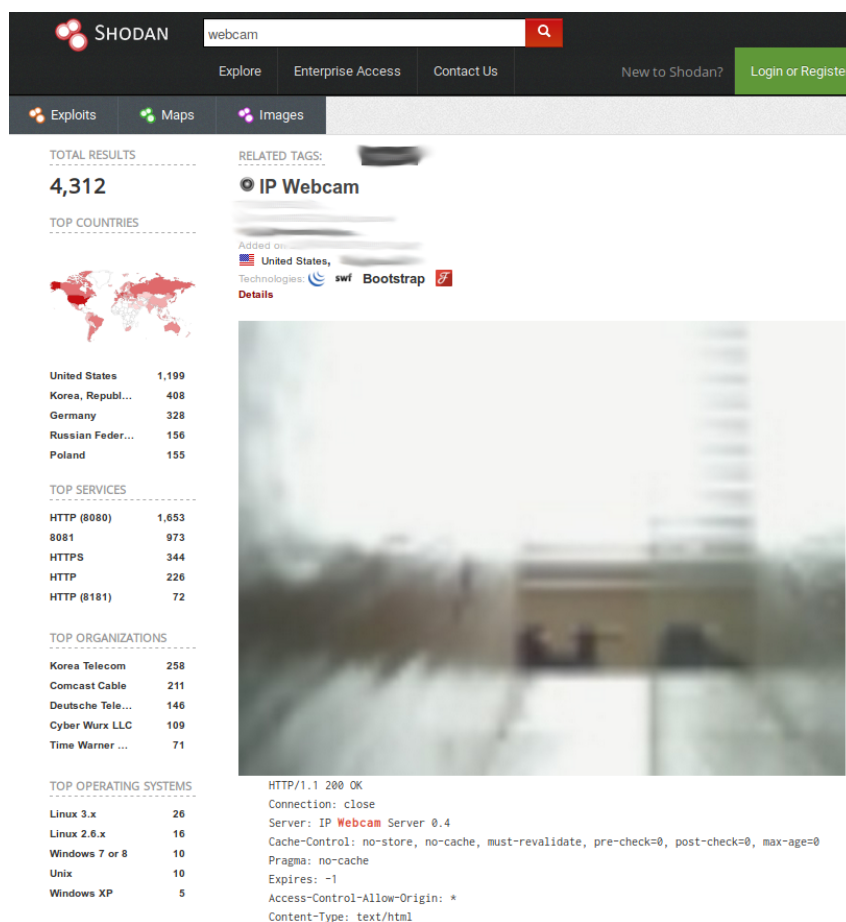 SHODAN
webcam
Explore Enterprise Access Contact Us New to Shodan? Login or Registe
Exploits Maps Images
TOTAL RESULTS
4,312
TOP COUNTRIES
United States 1,199
Korea, Republ... 408
Germany 328
Russian Feder... 156
Poland 155
TOP SERVICES
HTTP (8080) 1,653
8081 973
HTTPS 344
HTTP 226
HTTP (8181) 72
TOP ORGANIZATIONS
Korea Telecom 258
Comcast Cable 211
Deutsche Tele... 146
Cyber Wurx LLC 109
Time Warner ... 71
TOP OPERATING SYSTEMS
Linux 3.x 26
Linux 2.6.x 16
Windows 7 or 8 10
Unix 10
Windows XP 5
RELATED TAGS:
IP Webcam
Added on
United States,
Technologies: swf Bootstrap
Details
HTTP/1.1 200 OK
Connection: close
Server: IP Webcam Server 0.4
Cache-Control: no-store, no-cache, must-revalidate, pre-check=0, post-check=0, max-age=0
Pragma: no-cache
Expires: -1
Access-Control-Allow-Origin: *
Content-Type: text/html